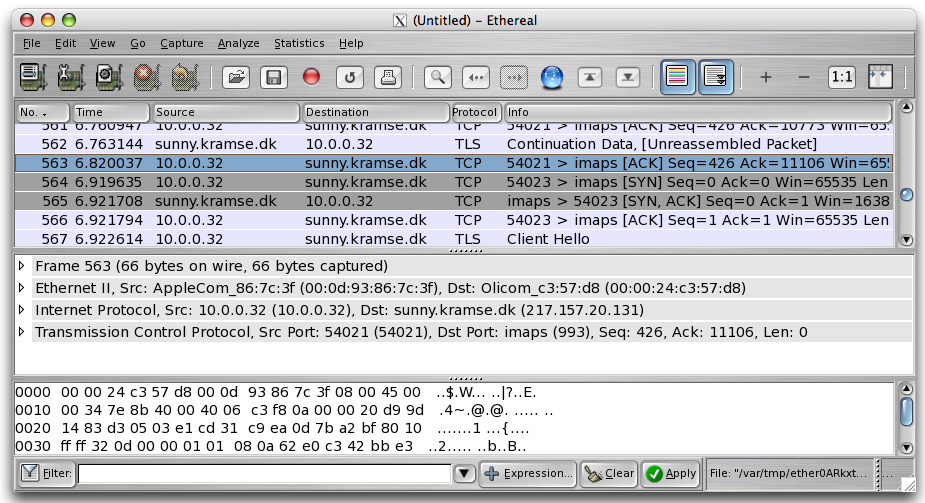 (Untitled) – Ethereal
File Edit View Go Capture Analyze Statistics Help
1:1
No. Time Source Destination Protocol Info
561 6.760947 10.0.0.32 sunny.kramse.dk TCP 54021 > imaps [ACK] Seq=426 Ack=10773 Win=65
562 6.763144 sunny.kramse.dk 10.0.0.32 TLS Continuation Data, [Unreassembled Packet]
563 6.820037 10.0.0.32 sunny.kramse.dk TCP 54021 > imaps [ACK] Seq=426 Ack=11106 Win=65
564 6.919635 10.0.0.32 sunny.kramse.dk TCP 54023 > imaps [SYN] Seq=0 Ack=0 Win=65535 Len
565 6.921708 sunny.kramse.dk 10.0.0.32 TCP imaps > 54023 [SYN, ACK] Seq=0 Ack=1 Win=1638
566 6.921794 10.0.0.32 sunny.kramse.dk TCP 54023 > imaps [ACK] Seq=1 Ack=1 Win=65535 Len
567 6.922614 10.0.0.32 sunny.kramse.dk TLS Client Hello
Frame 563 (66 bytes on wire, 66 bytes captured)
Ethernet II, Src: AppleCom_86:7c:3f (00:0d:93:86:7c:3f), Dst: Olicom_c3:57:d8 (00:00:24:c3:57:d8)
Internet Protocol, Src: 10.0.0.32 (10.0.0.32), Dst: sunny.kramse.dk (217.157.20.131)
Transmission Control Protocol, Src Port: 54021 (54021), Dst Port: imaps (993), Seq: 426, Ack: 11106, Len: 0
0000 00 00 24 c3 57 d8 00 0d 93 86 7c 3f 08 00 45 00 ..$.W... ..|?..E.
0010 00 34 7e 8b 40 00 40 06 c3 f8 0a 00 00 20 d9 9d .4~.@.@. ..... ..
0020 14 83 d3 05 03 e1 cd 31 c9 ea 0d 7b a2 bf 80 10 .......1 ...{....
0030 ff ff 32 0d 00 00 01 01 08 0a 62 e0 c3 42 bb e3 ..2..... ..b..B..
Filter: Expression... Clear Apply File: "/var/tmp/ether0ARkxt... ...